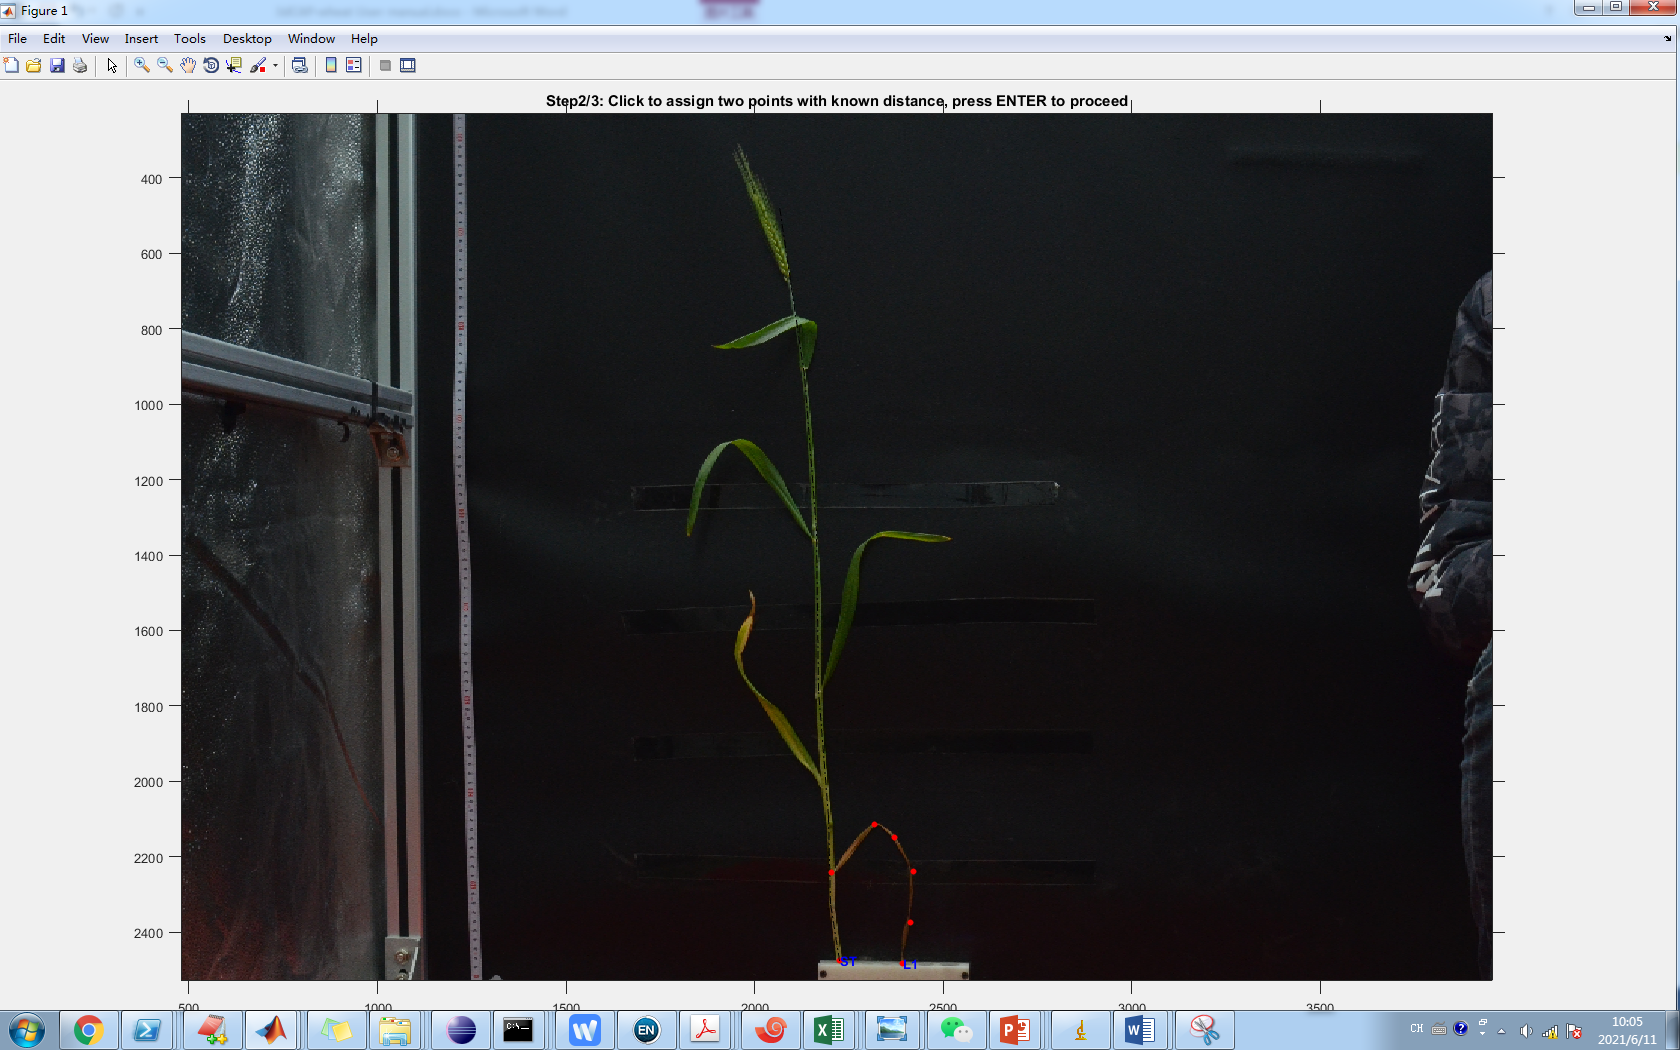 Figure 1
File Edit View Insert Tools Desktop Window Help
Step2/3: Click to assign two points with known distance, press ENTER to proceed
400
600
800
1000
1200
1400
1600
1800
2000
2200
2400
ST
L1
500 1000 1500 2000 2500 3000 3500
C:\
W
EN
X
P
W
CH
10:05
2021/6/11